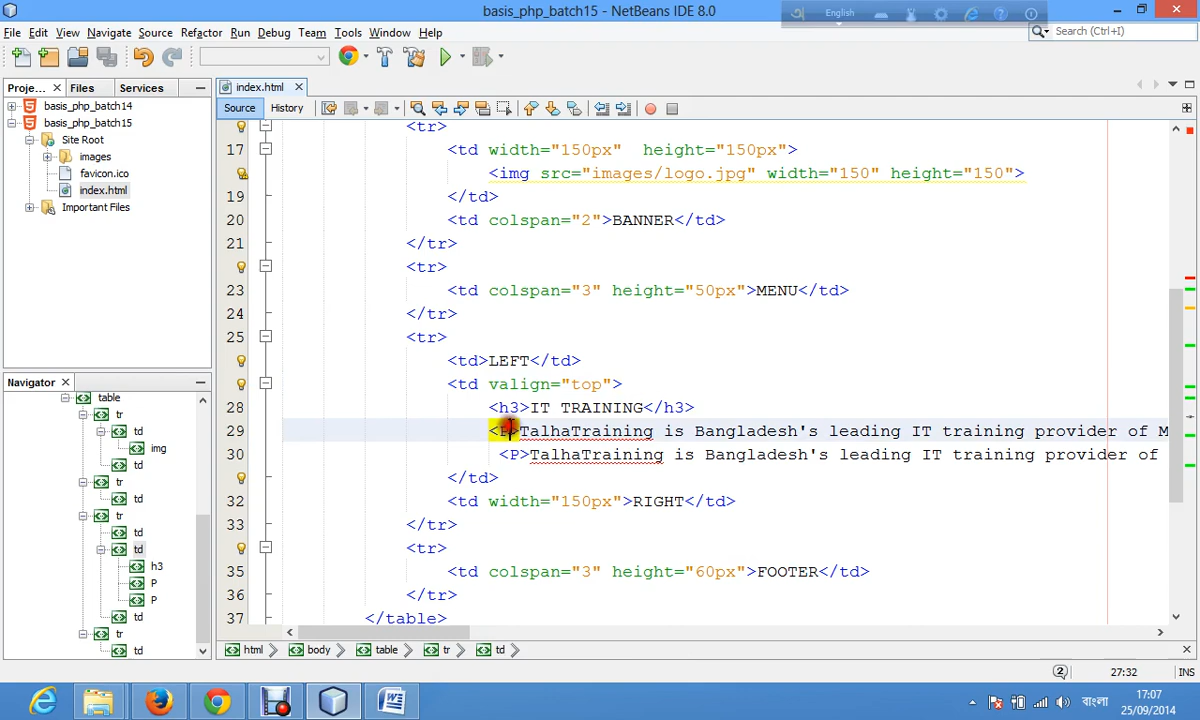 basis_php_batch15 - NetBeans IDE 8.0
English
File Edit View Navigate Source Refactor Run Debug Team Tools Window Help
Search (Ctrl+I)
Proje... Files Services
index.html
basis_php_batch14
basis_php_batch15
Site Root
images
favicon.ico
index.html
Important Files
Source History
<tr>
17 <td width="150px"  height="150px">
<img src="images/logo.jpg" width="150" height="150">
19 </td>
20 <td colspan="2">BANNER</td>
21 </tr>
<tr>
23 <td colspan="3" height="50px">MENU</td>
24 </tr>
25 <tr>
<td>LEFT</td>
<td valign="top">
28 <h3>IT TRAINING</h3>
29 <P>TalhaTraining is Bangladesh's leading IT training provider of M
30 <P>TalhaTraining is Bangladesh's leading IT training provider of
</td>
32 <td width="150px">RIGHT</td>
33 </tr>
<tr>
35 <td colspan="3" height="60px">FOOTER</td>
36 </tr>
37 </table>
Navigator
table
tr
td
img
td
tr
td
tr
td
td
h3
P
P
td
tr
td
html body table tr td
2 27:32 INS
বাংলা
17:07
25/09/2014